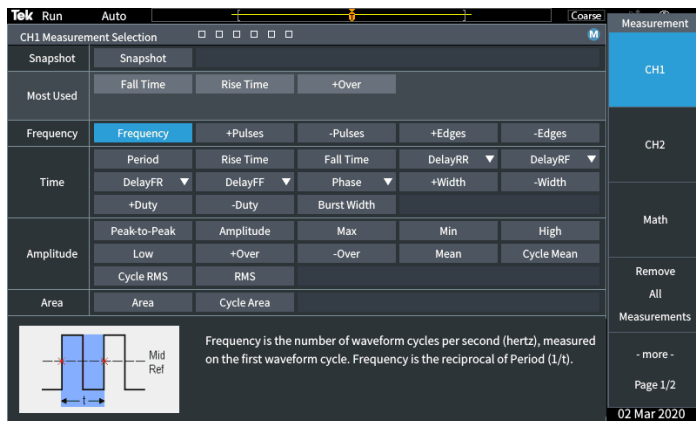 Tek Run Auto Coarse
Measurement
CH1 Measurement Selection M
Snapshot Snapshot
CH1
Most Used Fall Time Rise Time +Over
Frequency Frequency +Pulses -Pulses +Edges -Edges
CH2
Time Period Rise Time Fall Time DelayRR DelayRF
DelayFR DelayFF Phase +Width -Width
+Duty -Duty Burst Width
Math
Amplitude Peak-to-Peak Amplitude Max Min High
Low +Over -Over Mean Cycle Mean
Cycle RMS RMS
Remove
All
Measurements
Area Area Cycle Area
Mid
Ref
t
Frequency is the number of waveform cycles per second (hertz), measured
on the first waveform cycle. Frequency is the reciprocal of Period (1/t).
- more -
Page 1/2
02 Mar 2020